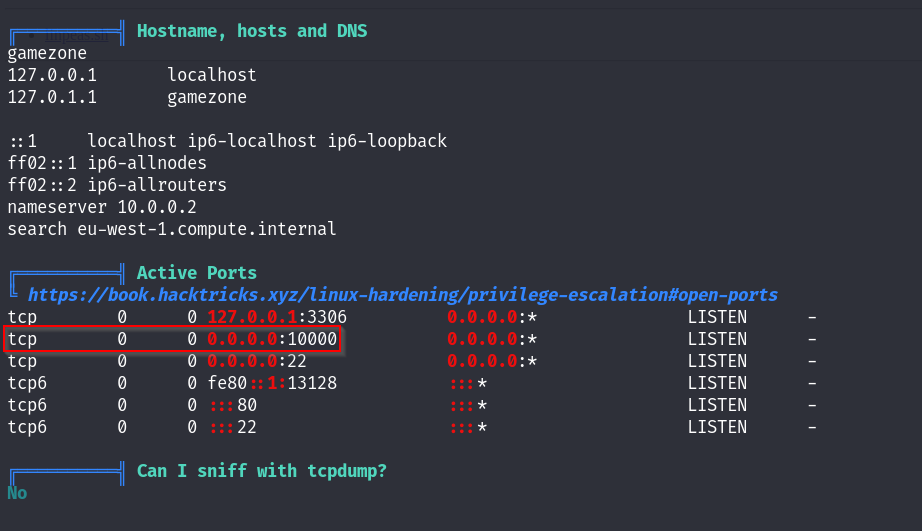 Hostname, hosts and DNS
gamezone
127.0.0.1 localhost
127.0.1.1 gamezone
::1 localhost ip6-localhost ip6-loopback
ff02::1 ip6-allnodes
ff02::2 ip6-allrouters
nameserver 10.0.0.2
search eu-west-1.compute.internal
Active Ports
https://book.hacktricks.xyz/linux-hardening/privilege-escalation#open-ports
tcp 0 0 127.0.0.1:3306 0.0.0.0:* LISTEN -
tcp 0 0 0.0.0.0:10000 0.0.0.0:* LISTEN -
tcp 0 0 0.0.0.0:22 0.0.0.0:* LISTEN -
tcp6 0 0 fe80::1:13128 :::* LISTEN -
tcp6 0 0 :::80 :::* LISTEN -
tcp6 0 0 :::22 :::* LISTEN -
Can I sniff with tcpdump?
No